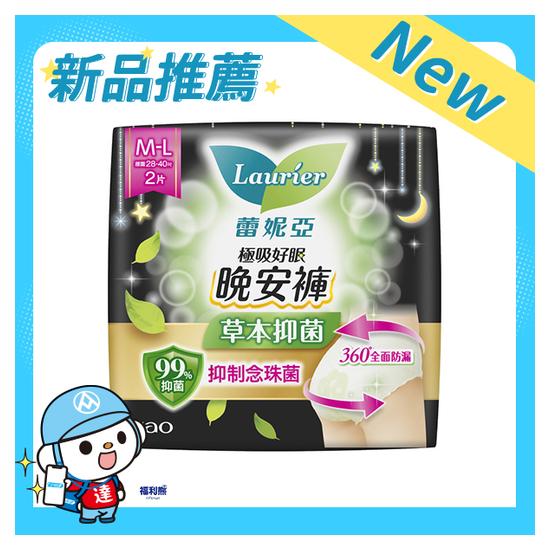 新品推薦
New
M-L
腰圍28-40吋
2片
Laurier
蕾妮亞
極吸好眠
晚安褲
草本抑菌
99%
抑菌
抑制念珠菌
360°全面防漏
ao
達
福利熊